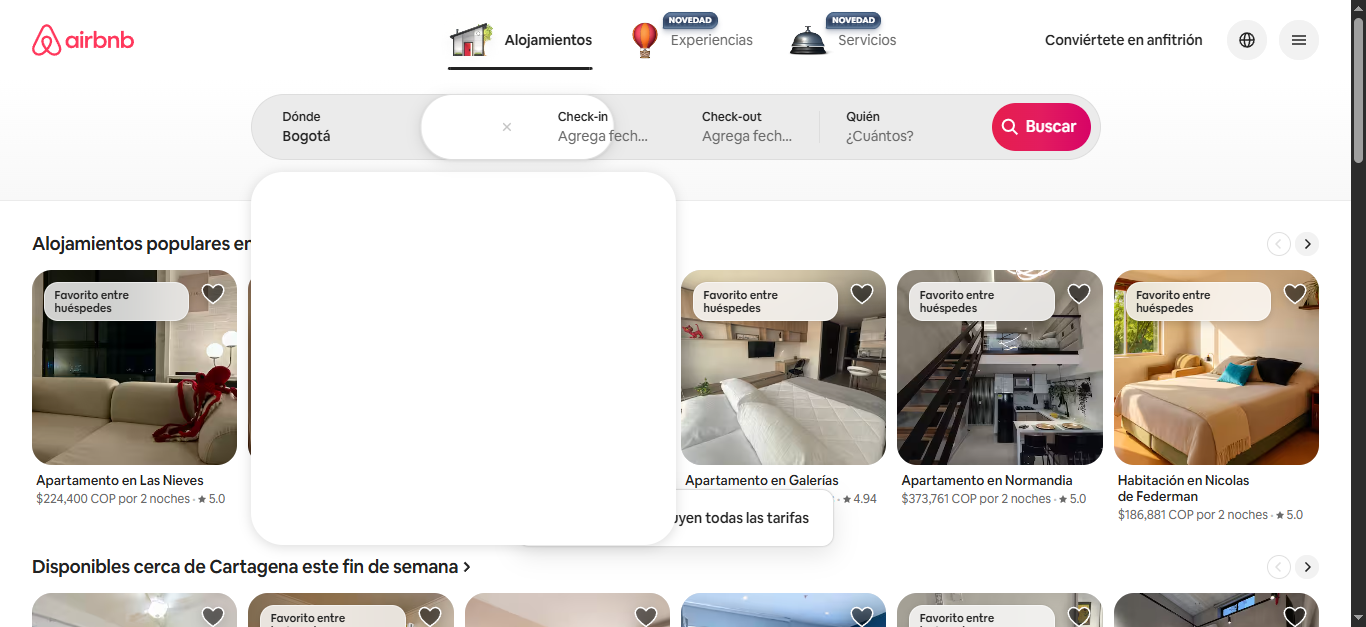 airbnb
Alojamientos
NOVEDAD
Experiencias
NOVEDAD
Servicios
Conviértete en anfitrión
Dónde
Bogotá
Check-in
Agrega fech...
Check-out
Agrega fech...
Quién
¿Cuántos?
Buscar
Alojamientos populares en
Favorito entre
huéspedes
Favorito entre
huéspedes
Favorito entre
huéspedes
Favorito entre
huéspedes
Apartamento en Las Nieves
$224,400 COP por 2 noches · ★ 5.0
Apartamento en Galerías
· ★ 4.94
Apartamento en Normandia
$373,761 COP por 2 noches · ★ 5.0
Habitación en Nicolas
de Federman
$186,881 COP por 2 noches · ★ 5.0
uyen todas las tarifas
Disponibles cerca de Cartagena este fin de semana
Favorito entre
Favorito entre